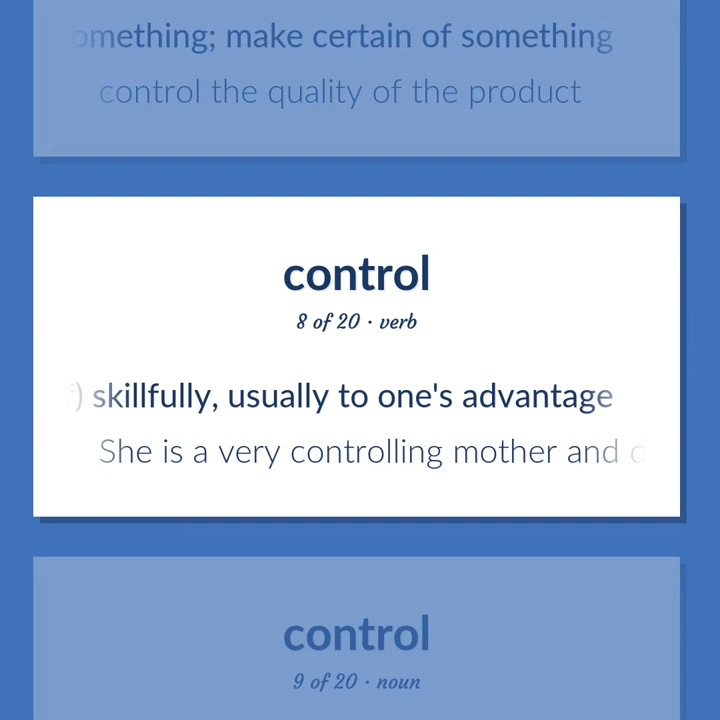 something; make certain of something
control the quality of the product
control
8 of 20 · verb
skillfully, usually to one's advantage
She is a very controlling mother and
control
9 of 20 · noun